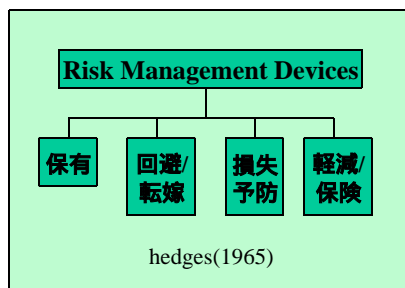 Risk Management Devices
保有
回避/
転嫁
損失
予防
軽減/
保険
hedges(1965)